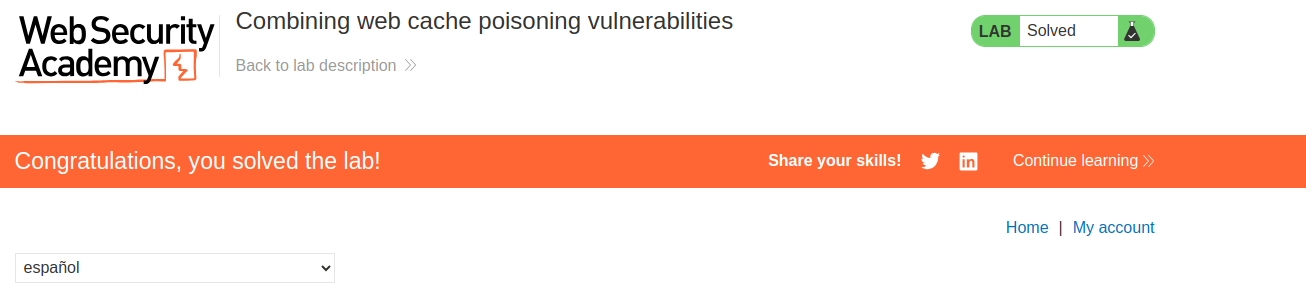 Web Security
Academy
Combining web cache poisoning vulnerabilities
Back to lab description
LAB Solved
Congratulations, you solved the lab!
Share your skills!
Continue learning
Home | My account
español